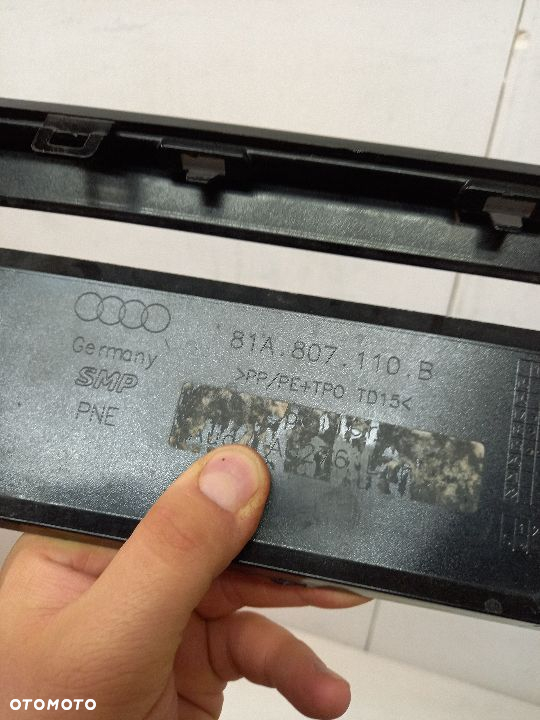 81A.807.110.B
Germany
>PP/PE+TPO TD15<
SMP
PNE
OTOMOTO